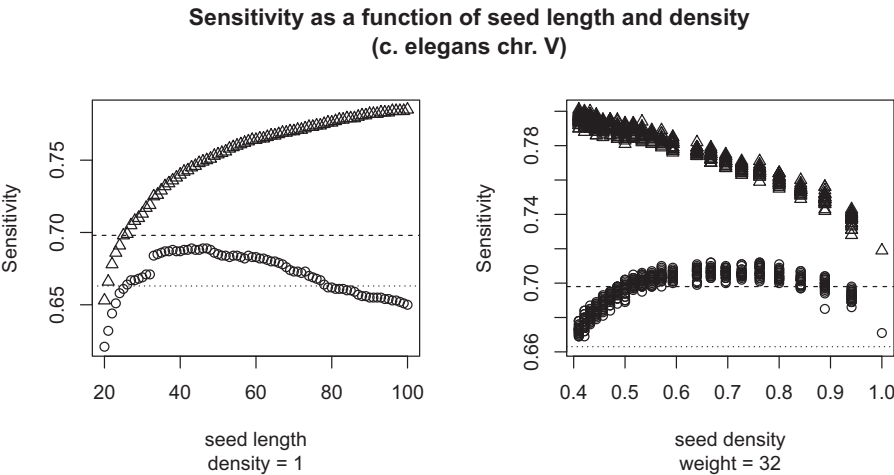 Sensitivity as a function of seed length and density
(c. elegans chr. V)
Sensitivity
0.75
0.70
0.65
20 40 60 80 100
seed length
density = 1
Sensitivity
0.78
0.74
0.70
0.66
0.4 0.5 0.6 0.7 0.8 0.9 1.0
seed density
weight = 32